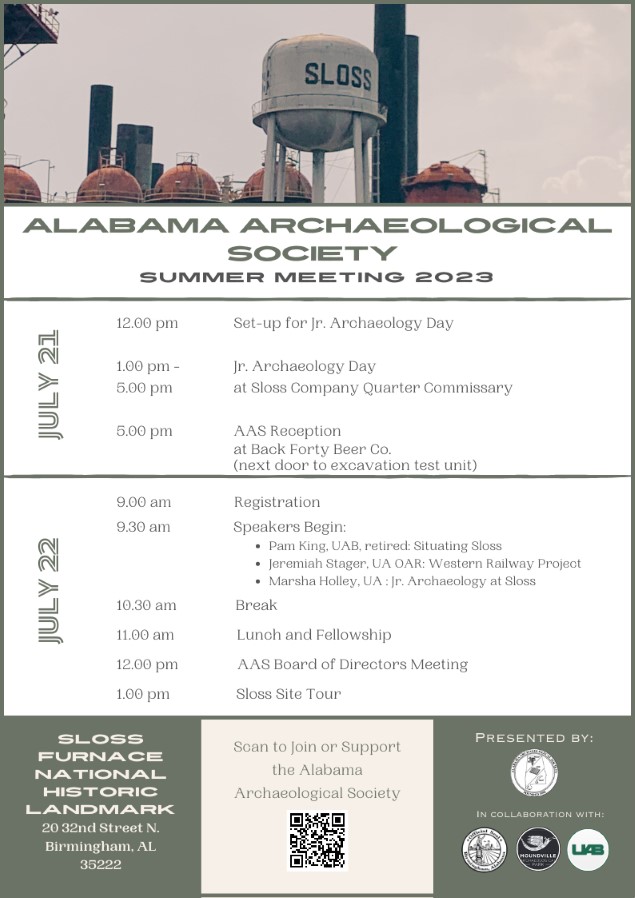 SLOSS
ALABAMA ARCHAEOLOGICAL
SOCIETY
SUMMER MEETING 2023
JULY 21
12.00 pm Set-up for Jr. Archaeology Day
1.00 pm - Jr. Archaeology Day
5.00 pm at Sloss Company Quarter Commissary
5.00 pm AAS Reception
at Back Forty Beer Co.
(next door to excavation test unit)
JULY 22
9.00 am Registration
9.30 am Speakers Begin:
• Pam King, UAB, retired: Situating Sloss
• Jeremiah Stager, UA OAR: Western Railway Project
• Marsha Holley, UA : Jr. Archaeology at Sloss
10.30 am Break
11.00 am Lunch and Fellowship
12.00 pm AAS Board of Directors Meeting
1.00 pm Sloss Site Tour
SLOSS
FURNACE
NATIONAL
HISTORIC
LANDMARK
20 32nd Street N.
Birmingham, AL
35222
Scan to Join or Support
the Alabama
Archaeological Society
PRESENTED BY:
IN COLLABORATION WITH:
MOUNDVILLE
UAB